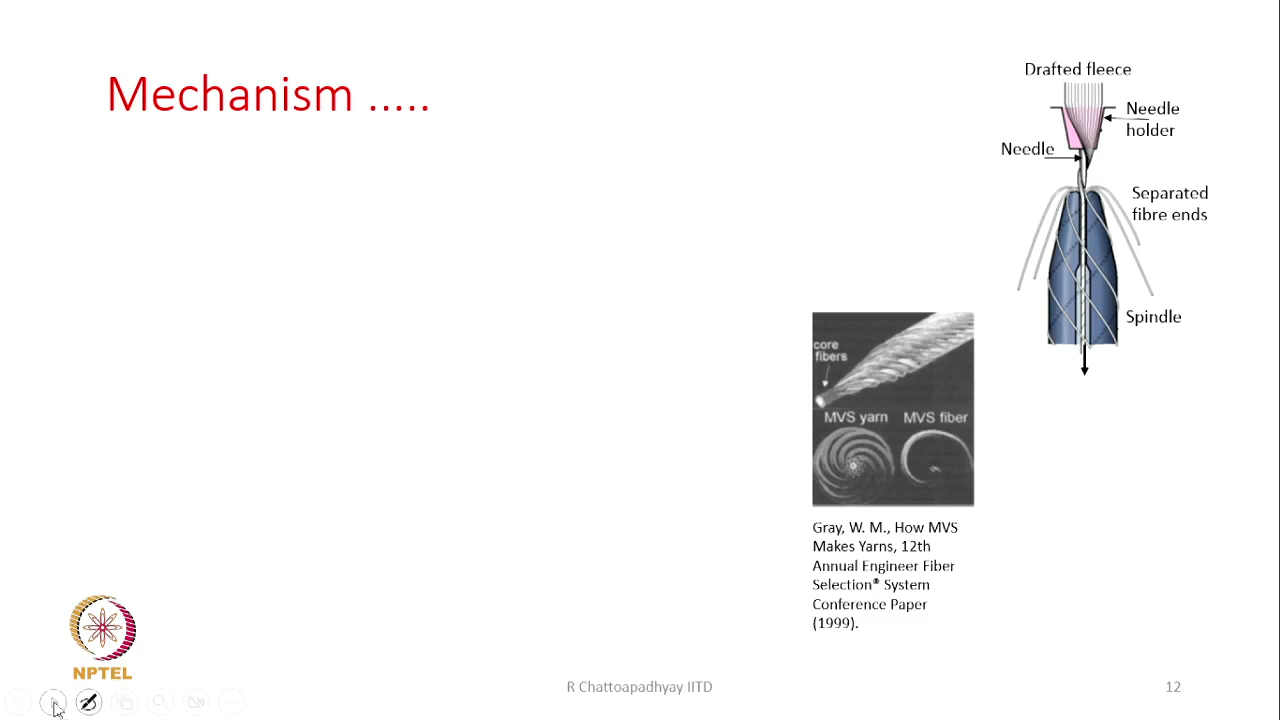 Mechanism .....
Drafted fleece
Needle
holder
Needle
Separated
fibre ends
Spindle
core
fibers
MVS yarn
MVS fiber
Gray, W. M., How MVS
Makes Yarns, 12th
Annual Engineer Fiber
Selection® System
Conference Paper
(1999).
NPTEL
R Chattoapadhyay IITD
12